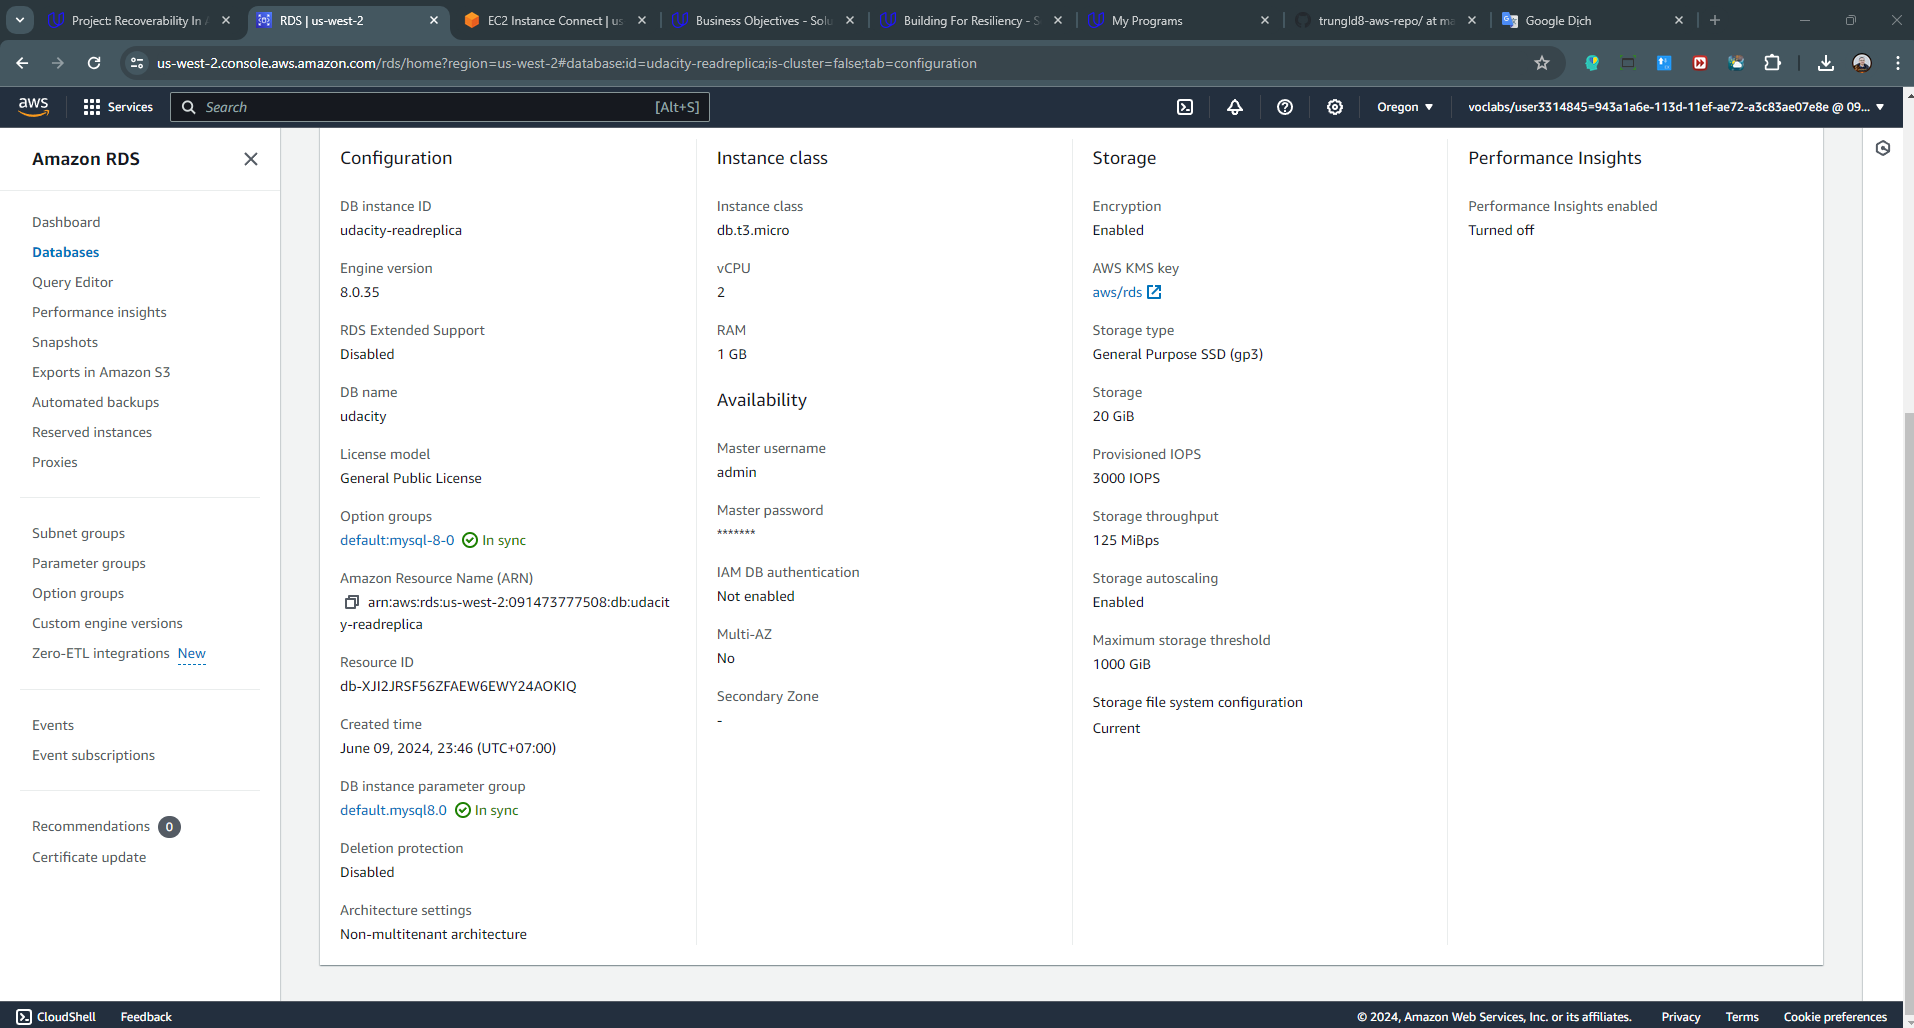 Project: Recoverability In A
RDS | us-west-2
EC2 Instance Connect | us
Business Objectives - Solu
Building For Resiliency - S
My Programs
trungld8-aws-repo/ at ma
Google Dịch
us-west-2.console.aws.amazon.com/rds/home?region=us-west-2#database:id=udacity-readreplica;is-cluster=false;tab=configuration
aws
Services
Search
[Alt+S]
Oregon
voclabs/user3314845=943a1a6e-113d-11ef-ae72-a3c83ae07e8e @ 09...
Amazon RDS
Dashboard
Databases
Query Editor
Performance insights
Snapshots
Exports in Amazon S3
Automated backups
Reserved instances
Proxies
Subnet groups
Parameter groups
Option groups
Custom engine versions
Zero-ETL integrations New
Events
Event subscriptions
Recommendations 0
Certificate update
Configuration
DB instance ID
udacity-readreplica
Engine version
8.0.35
RDS Extended Support
Disabled
DB name
udacity
License model
General Public License
Option groups
default:mysql-8-0 In sync
Amazon Resource Name (ARN)
arn:aws:rds:us-west-2:091473777508:db:udacit
y-readreplica
Resource ID
db-XJI2JRSF56ZFAEW6EWY24AOKIQ
Created time
June 09, 2024, 23:46 (UTC+07:00)
DB instance parameter group
default.mysql8.0 In sync
Deletion protection
Disabled
Architecture settings
Non-multitenant architecture
Instance class
Instance class
db.t3.micro
vCPU
2
RAM
1 GB
Availability
Master username
admin
Master password
*******
IAM DB authentication
Not enabled
Multi-AZ
No
Secondary Zone
-
Storage
Encryption
Enabled
AWS KMS key
aws/rds
Storage type
General Purpose SSD (gp3)
Storage
20 GiB
Provisioned IOPS
3000 IOPS
Storage throughput
125 MiBps
Storage autoscaling
Enabled
Maximum storage threshold
1000 GiB
Storage file system configuration
Current
Performance Insights
Performance Insights enabled
Turned off
CloudShell
Feedback
© 2024, Amazon Web Services, Inc. or its affiliates.
Privacy
Terms
Cookie preferences